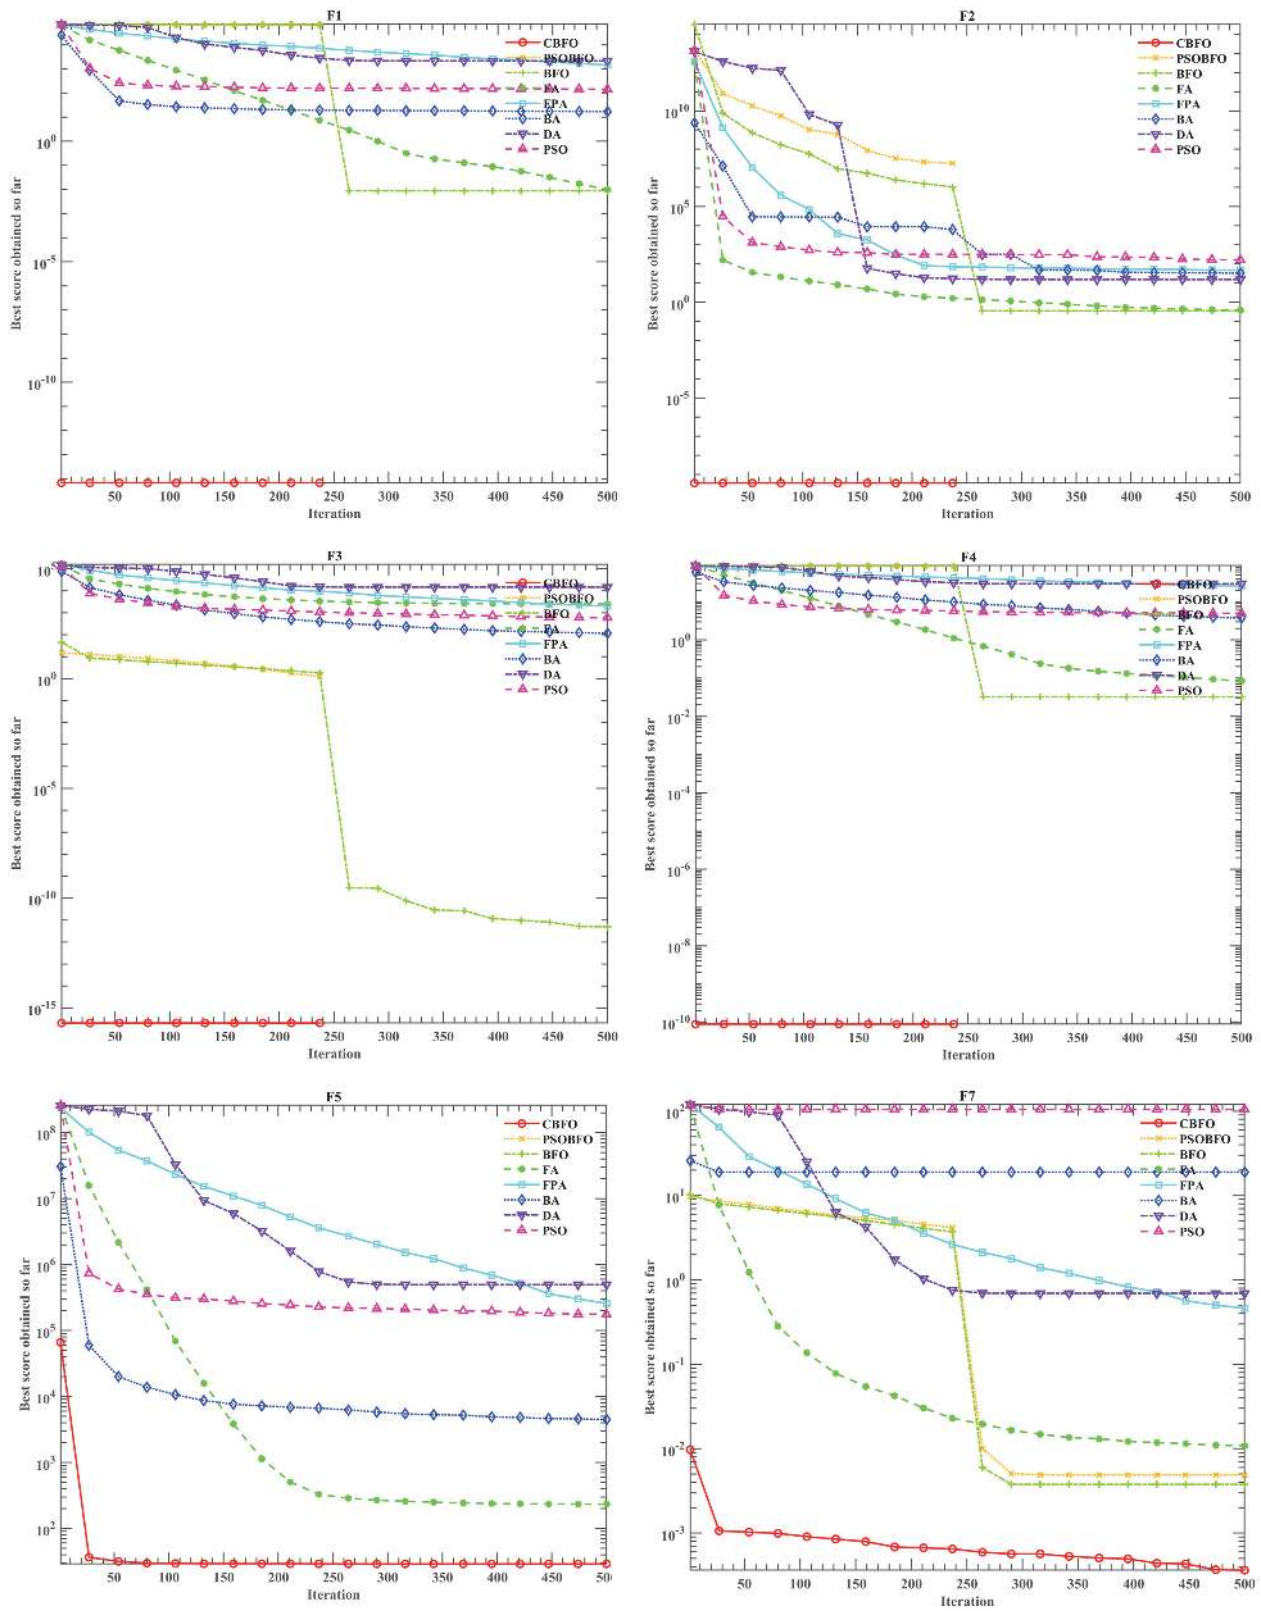 F1
Best score obtained so far
10^0
10^-5
10^-10
CBFO
PSOBFO
BFO
FA
FPA
BA
DA
PSO
50 100 150 200 250 300 350 400 450 500
Iteration
F2
Best score obtained so far
10^10
10^5
10^0
10^-5
CBFO
PSOBFO
BFO
FA
FPA
BA
DA
PSO
50 100 150 200 250 300 350 400 450 500
Iteration
F3
Best score obtained so far
10^5
10^0
10^-5
10^-10
10^-15
CBFO
PSOBFO
BFO
FA
FPA
BA
DA
PSO
50 100 150 200 250 300 350 400 450 500
Iteration
F4
Best score obtained so far
10^0
10^-2
10^-4
10^-6
10^-8
10^-10
CBFO
PSOBFO
BFO
FA
FPA
BA
DA
PSO
50 100 150 200 250 300 350 400 450 500
Iteration
F5
Best score obtained so far
10^8
10^7
10^6
10^5
10^4
10^3
10^2
CBFO
PSOBFO
BFO
FA
FPA
BA
DA
PSO
50 100 150 200 250 300 350 400 450 500
Iteration
F7
Best score obtained so far
10^2
10^1
10^0
10^-1
10^-2
10^-3
CBFO
PSOBFO
BFO
FA
FPA
BA
DA
PSO
50 100 150 200 250 300 350 400 450 500
Iteration